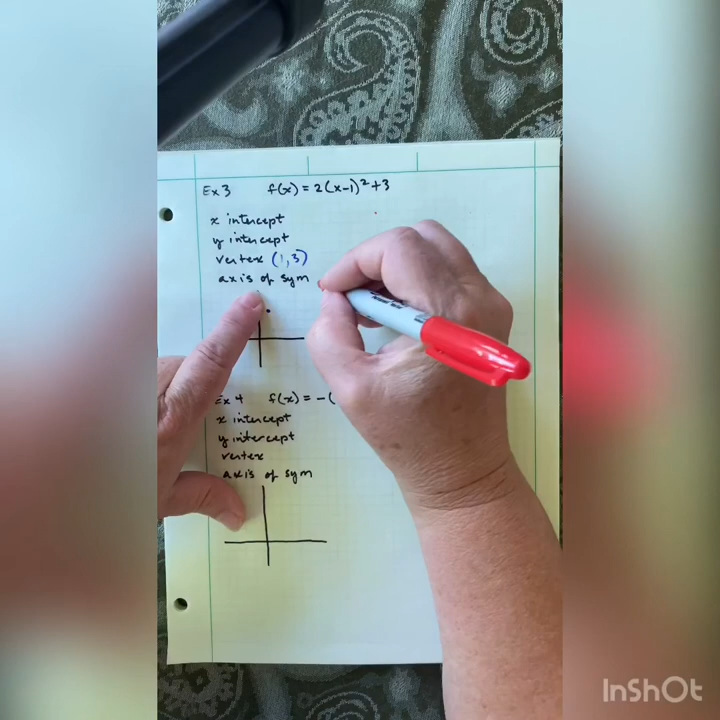 Ex 3 f(x) = 2(x-1)²+3
x intercept
y intercept
vertex (1,3)
axis of sym
Ex 4 f(x) = -(
x intercept
y intercept
vertex
axis of sym
InShOt